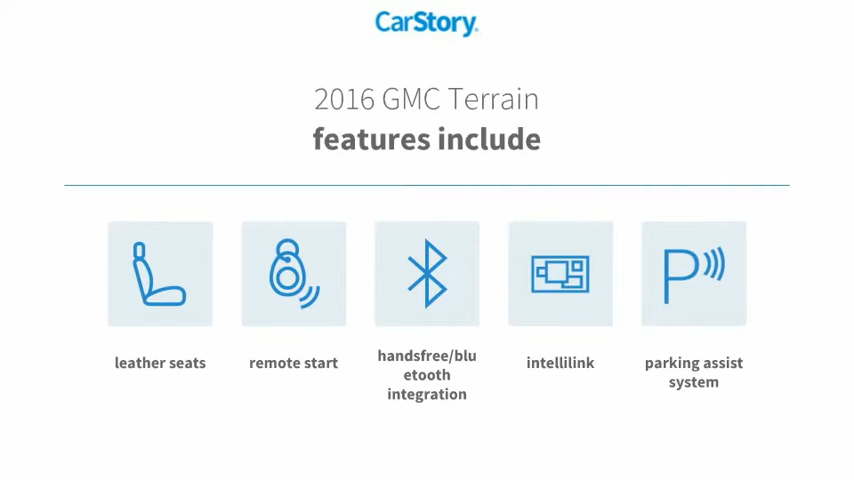 CarStory
2016 GMC Terrain
features include
leather seats
remote start
handsfree/blu
etooth
integration
intellilink
parking assist
system